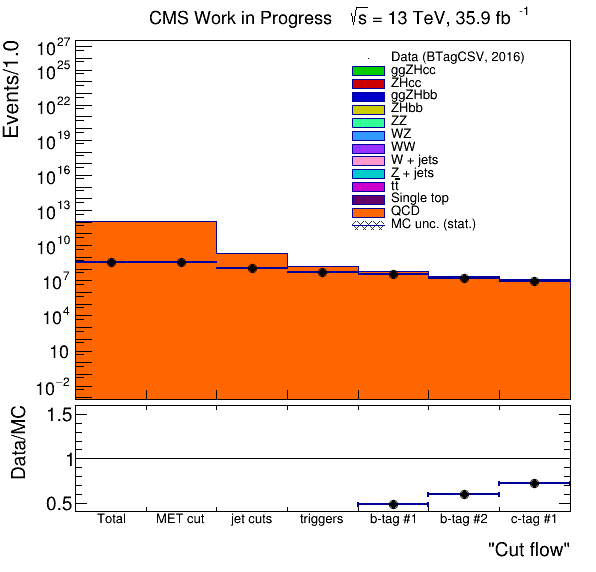 CMS Work in Progress √s = 13 TeV, 35.9 fb⁻¹
Events/1.0
10²⁷
10²⁵
10²²
10¹⁹
10¹⁶
10¹³
10¹⁰
10⁷
10⁴
10
10⁻²
Data (BTagCSV, 2016)
ggZHcc
ZHcc
ggZHbb
ZHbb
ZZ
WZ
WW
W + jets
Z + jets
tt̅
Single top
QCD
MC unc. (stat.)
Data/MC
1.5
1
0.5
Total MET cut jet cuts triggers b-tag #1 b-tag #2 c-tag #1
"Cut flow"